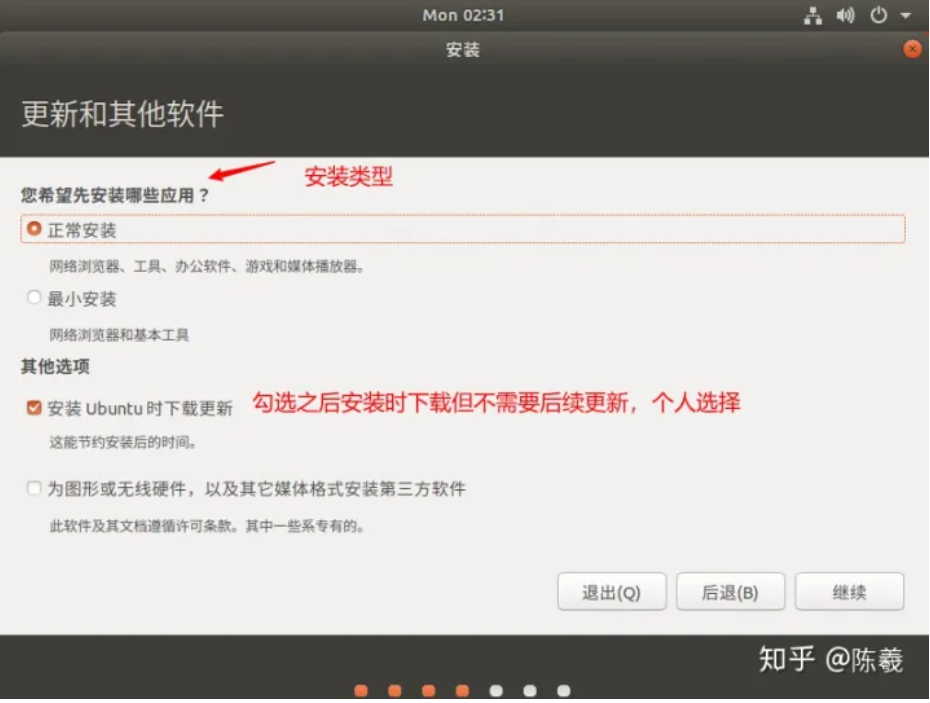 Mon 02:31
安装
更新和其他软件
安装类型
您希望先安装哪些应用？
正常安装
网络浏览器、工具、办公软件、游戏和媒体播放器。
最小安装
网络浏览器和基本工具
其他选项
安装 Ubuntu 时下载更新
勾选之后安装时下载但不需要后续更新，个人选择
这能节约安装后的时间。
为图形或无线硬件，以及其它媒体格式安装第三方软件
此软件及其文档遵循许可条款。其中一些系专有的。
退出(Q) 后退(B) 继续
知乎 @陈羲